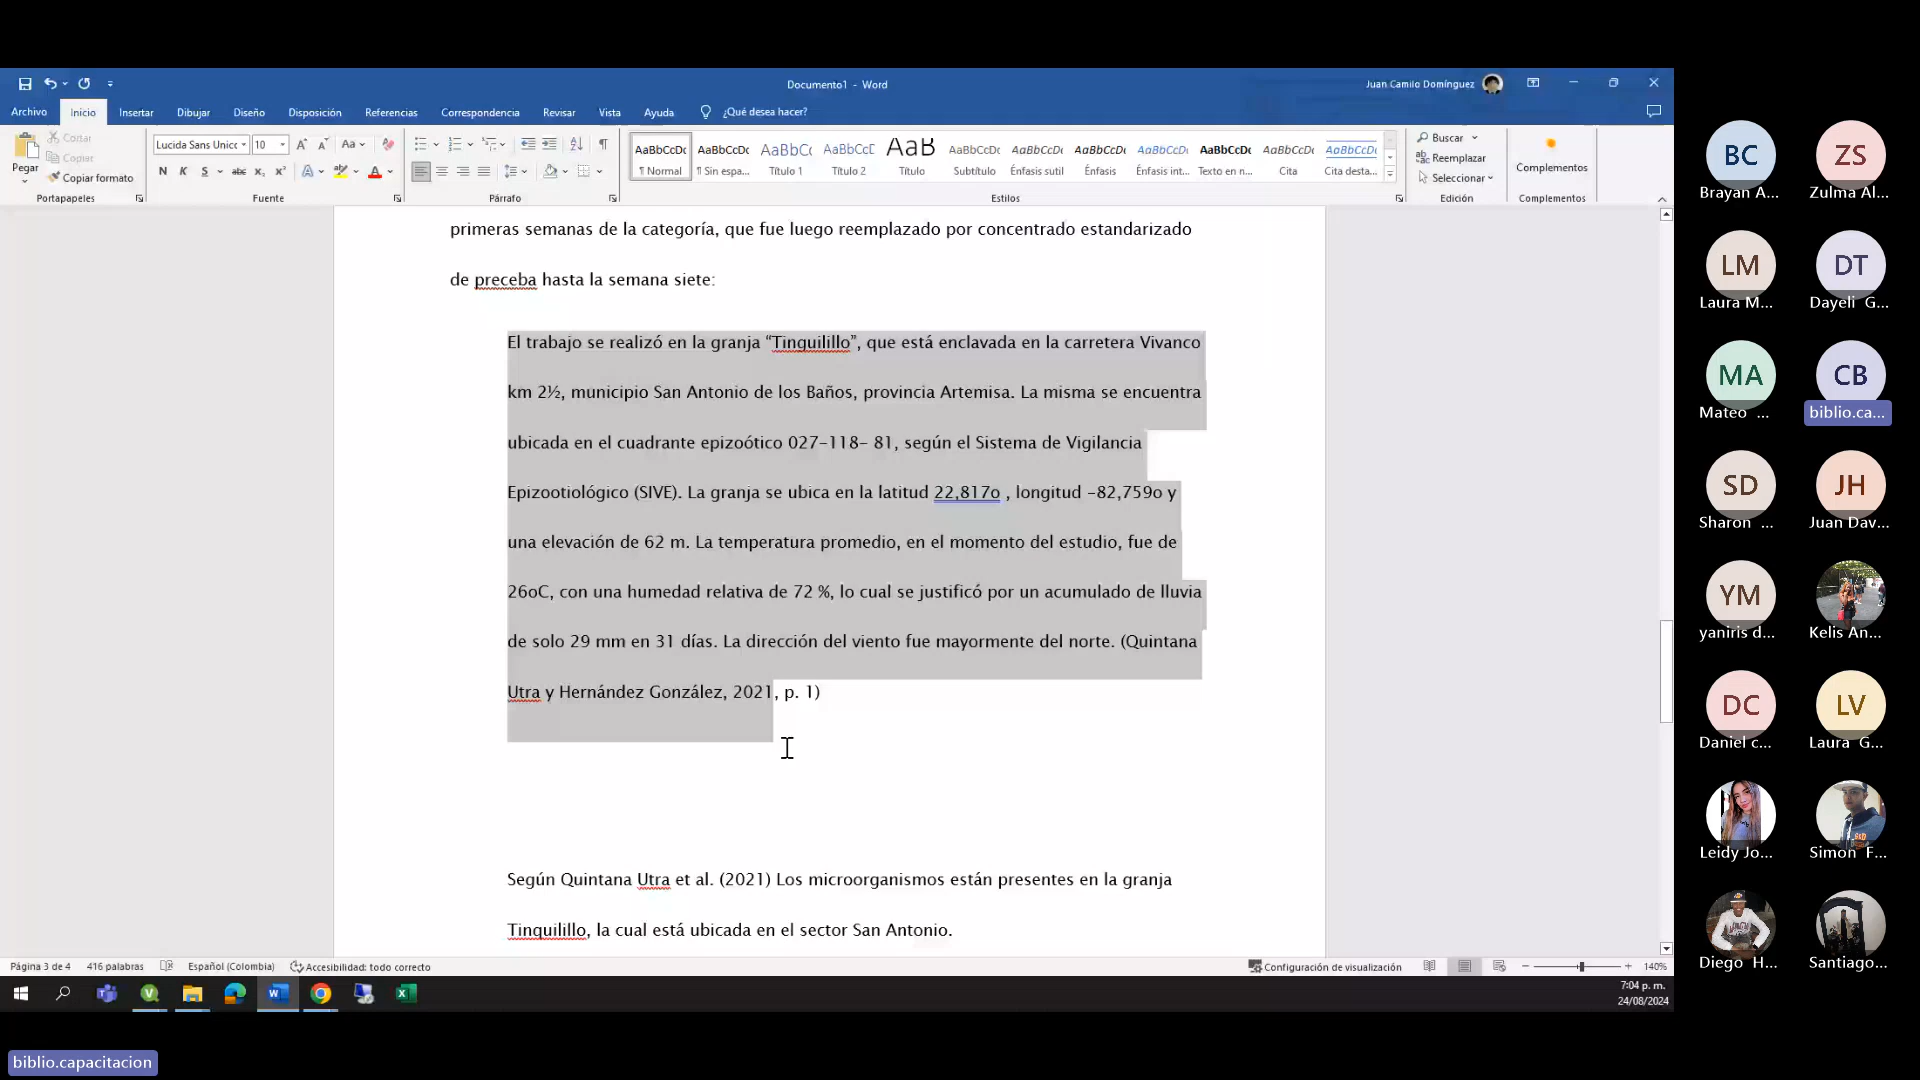 Documento1 - Word
Juan Camilo Domínguez
Archivo Inicio Insertar Dibujar Diseño Disposición Referencias Correspondencia Revisar Vista Ayuda ¿Qué desea hacer?
Pegar
Cortar
Copiar
Copiar formato
Portapapeles
Lucida Sans Unicc 10
Fuente
Párrafo
AaBbCcDc AaBbCcDc AaBbCc AaBbCcC AaB AaBbCcD AaBbCcDc AaBbCcDc AaBbCcDc AaBbCcDc AaBbCcDc AaBbCcDc
¶ Normal ¶ Sin espa... Título 1 Título 2 Título Subtítulo Énfasis sutil Énfasis Énfasis int... Texto en n... Cita Cita desta...
Estilos
Buscar
Reemplazar
Seleccionar
Edición
Complementos
Complementos
primeras semanas de la categoría, que fue luego reemplazado por concentrado estandarizado
de preceba hasta la semana siete:
El trabajo se realizó en la granja “Tinguilillo”, que está enclavada en la carretera Vivanco
km 2½, municipio San Antonio de los Baños, provincia Artemisa. La misma se encuentra
ubicada en el cuadrante epizoótico 027-118- 81, según el Sistema de Vigilancia
Epizootiológico (SIVE). La granja se ubica en la latitud 22,817o , longitud -82,759o y
una elevación de 62 m. La temperatura promedio, en el momento del estudio, fue de
26oC, con una humedad relativa de 72 %, lo cual se justificó por un acumulado de lluvia
de solo 29 mm en 31 días. La dirección del viento fue mayormente del norte. (Quintana
Utra y Hernández González, 2021, p. 1)
Según Quintana Utra et al. (2021) Los microorganismos están presentes en la granja
Tinquilillo, la cual está ubicada en el sector San Antonio.
Página 3 de 4 416 palabras Español (Colombia) Accesibilidad: todo correcto
Configuración de visualización 140%
7:04 p. m.
24/08/2024
BC ZS
Brayan A... Zulma Al...
LM DT
Laura M... Dayeli G...
MA CB
Mateo ... biblio.ca...
SD JH
Sharon ... Juan Dav...
YM
yaniris d... Kelis An...
DC LV
Daniel c... Laura G...
Leidy Jo... Simon F...
Diego H... Santiago...
biblio.capacitacion